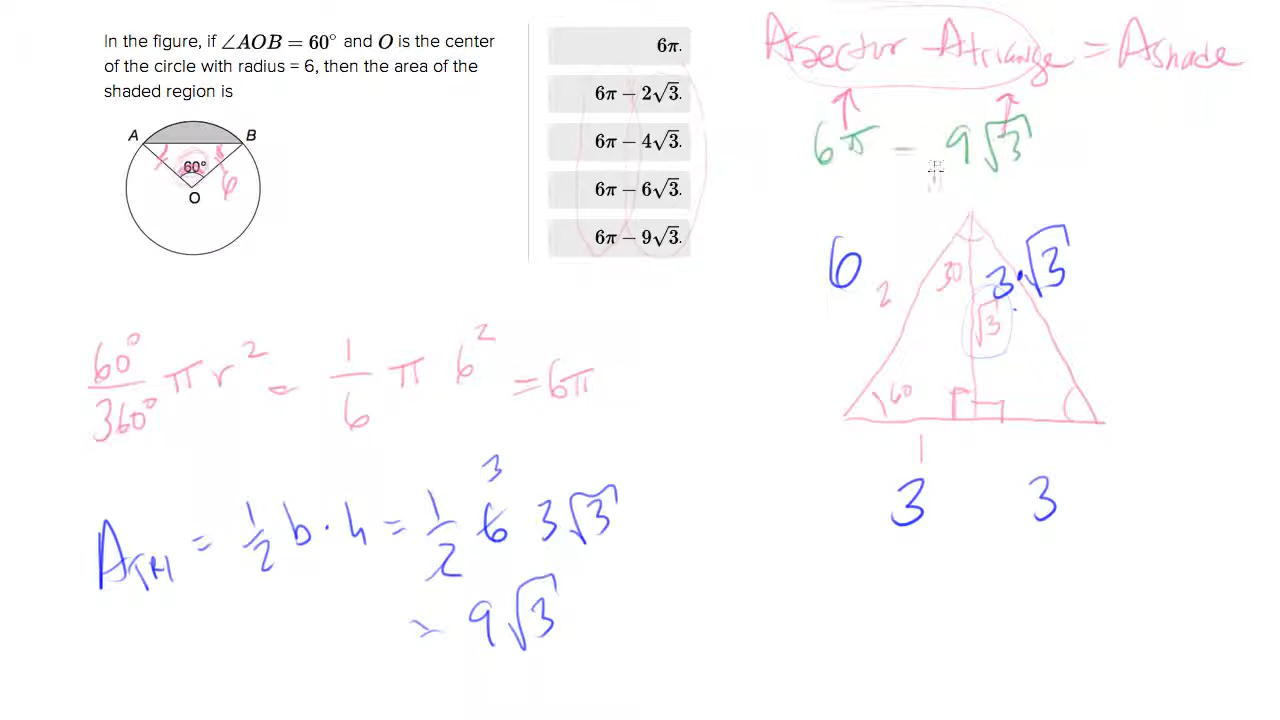 In the figure, if ∠AOB = 60° and O is the center
of the circle with radius = 6, then the area of the
shaded region is
A
B
60°
6
O
6π.
6π − 2√3.
6π − 4√3.
6π − 6√3.
6π − 9√3.
Asector - Atriange = Ashade
6π - 9√3
6 2 30 3·√3
√3
60
1
3 3
60°/360° πr² = 1/6 π 6² = 6π
A_TRI = 1/2 b·h = 1/2 6 3√3
3
= 9√3